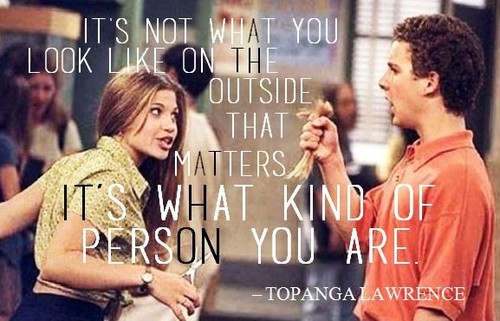 IT'S NOT WHAT YOU
LOOK LIKE ON THE
OUTSIDE
THAT
MATTERS.
IT'S WHAT KIND OF
PERSON YOU ARE.
– TOPANGA LAWRENCE